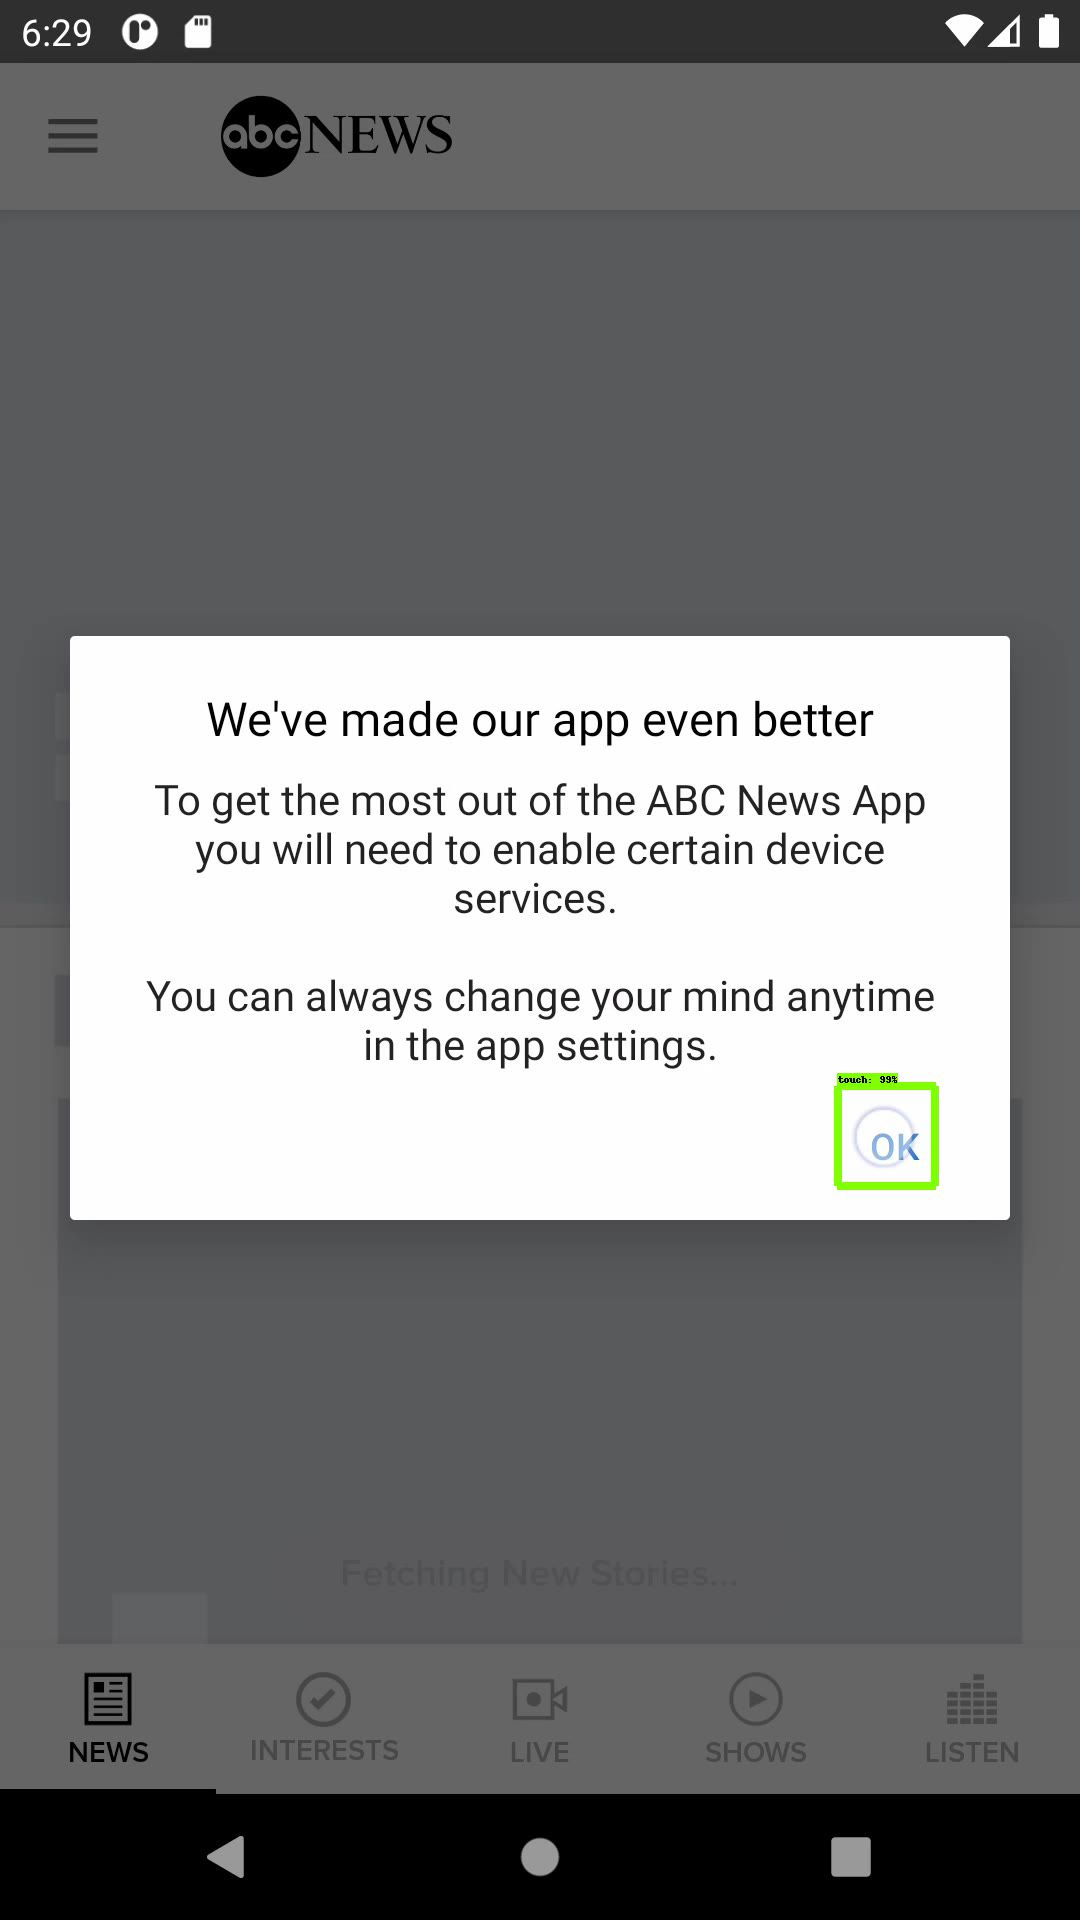 6:29
abc NEWS
We've made our app even better
To get the most out of the ABC News App
you will need to enable certain device
services.
You can always change your mind anytime
in the app settings.
touch: 99%
OK
Fetching New Stories...
NEWS
INTERESTS
LIVE
SHOWS
LISTEN